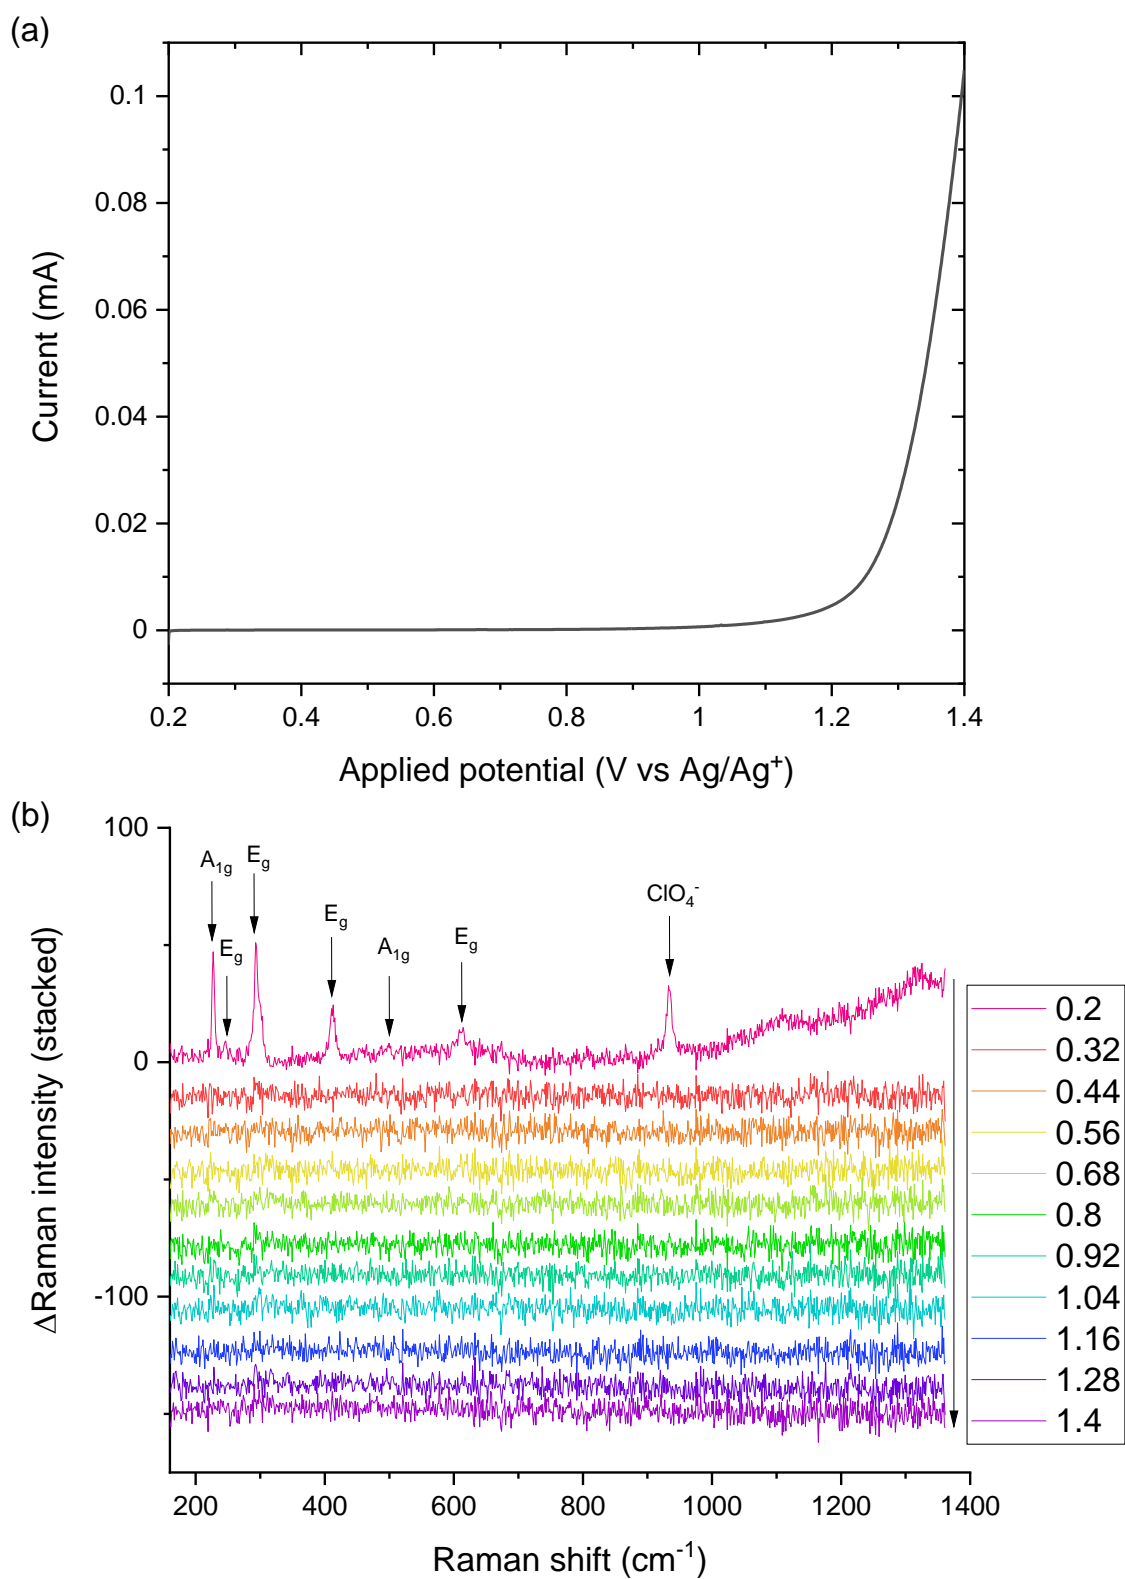 (a)
0.1
0.08
0.06
0.04
0.02
0
Current (mA)
0.2 0.4 0.6 0.8 1 1.2 1.4
Applied potential (V vs Ag/Ag⁺)
(b)
100
0
-100
ΔRaman intensity (stacked)
A₁g
Eg
Eg
Eg
A₁g
Eg
ClO₄⁻
0.2
0.32
0.44
0.56
0.68
0.8
0.92
1.04
1.16
1.28
1.4
200 400 600 800 1000 1200 1400
Raman shift (cm⁻¹)